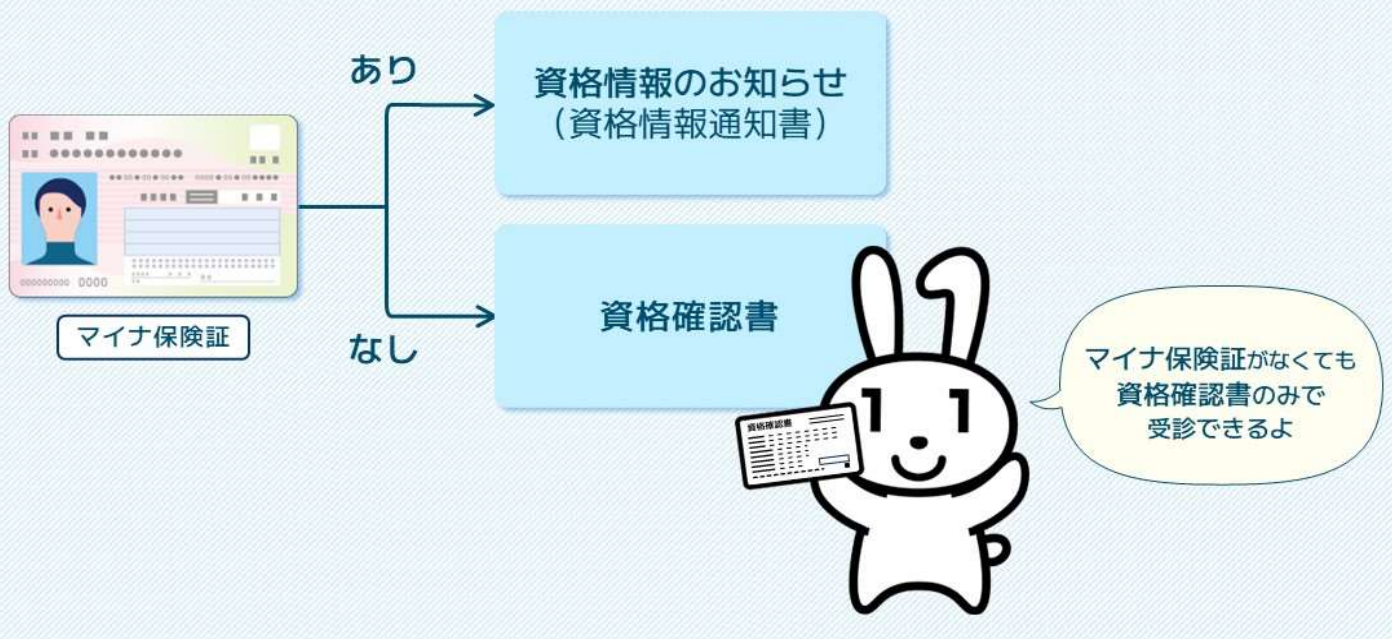 あり
資格情報のお知らせ
（資格情報通知書）
マイナ保険証
なし
資格確認書
資格確認書
マイナ保険証がなくても
資格確認書のみで
受診できるよ